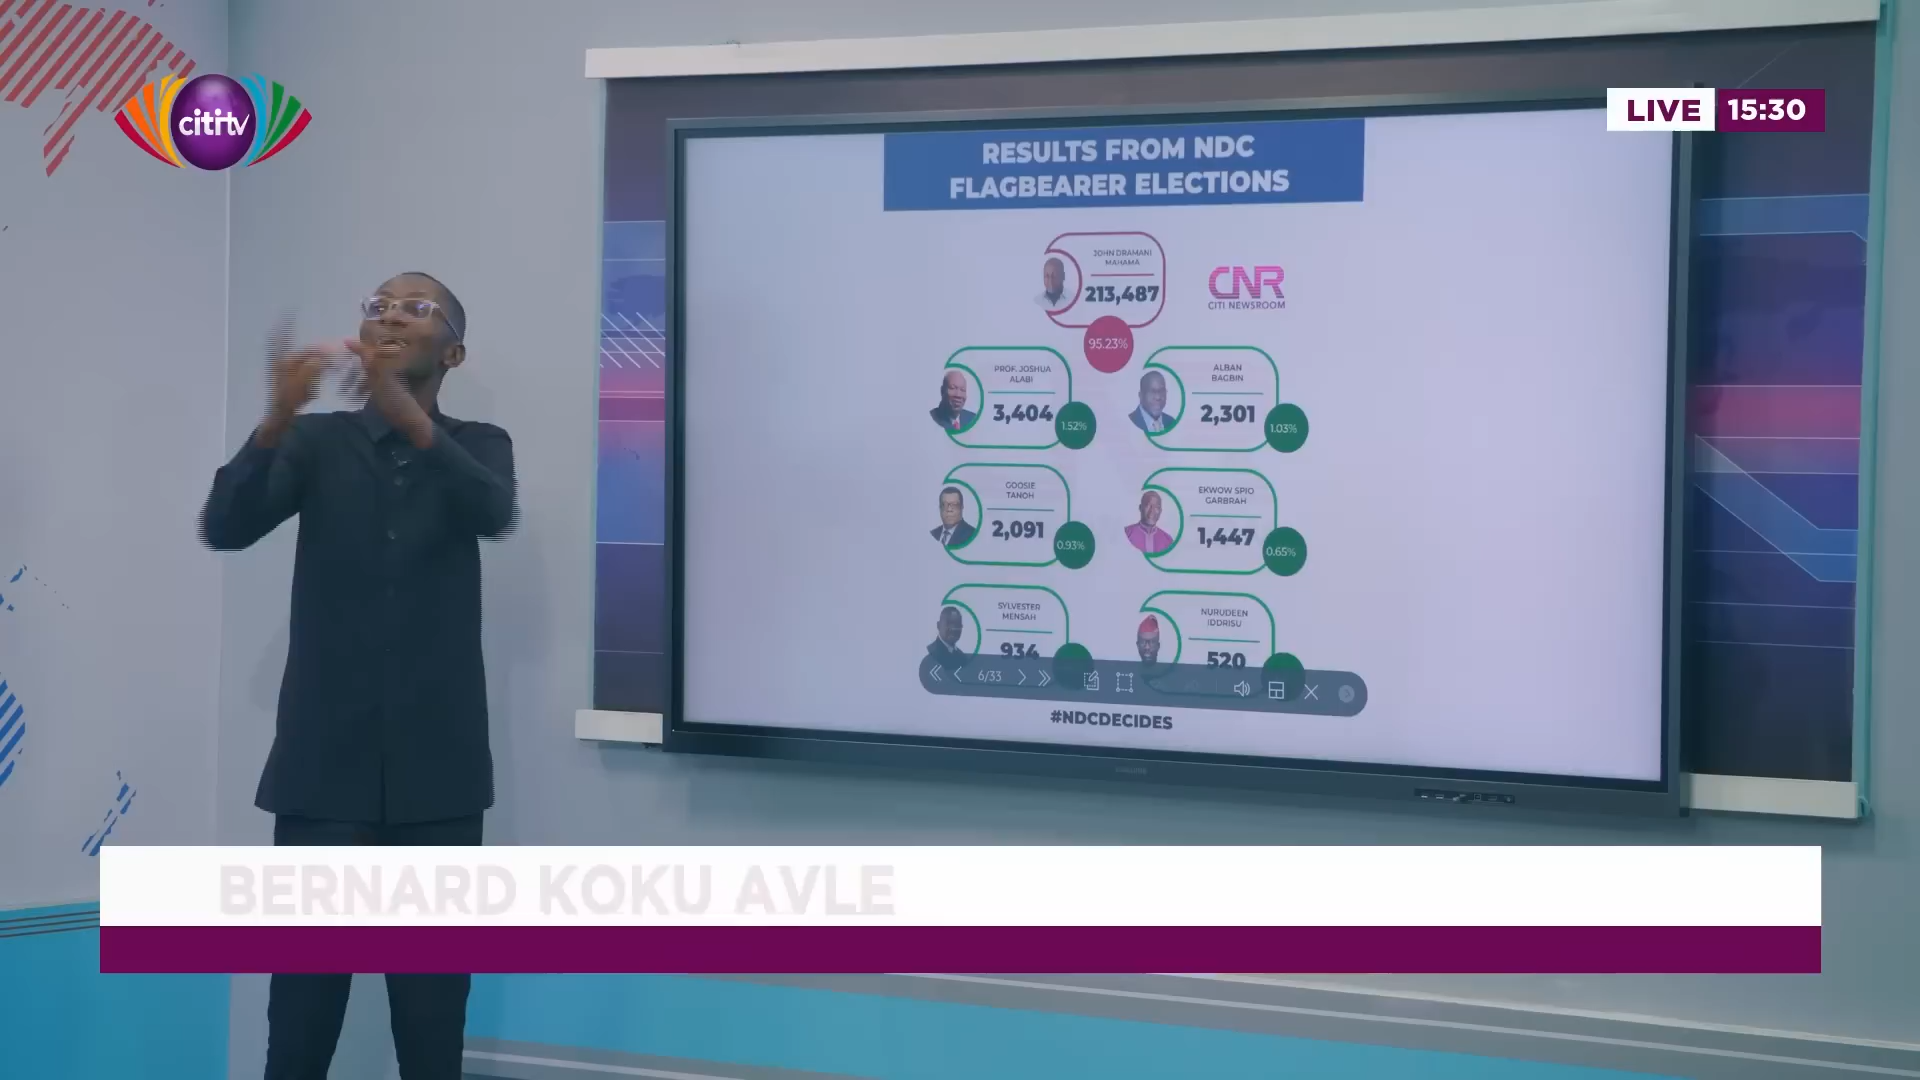 cititv
LIVE 15:30
RESULTS FROM NDC
FLAGBEARER ELECTIONS
JOHN DRAMANI
MAHAMA
213,487
95.23%
CNR
CITI NEWSROOM
PROF. JOSHUA
ALABI
3,404
1.52%
ALBAN
BAGBIN
2,301
1.03%
GOOSIE
TANOH
2,091
0.93%
EKWOW SPIO
GARBRAH
1,447
0.65%
SYLVESTER
MENSAH
934
NURUDEEN
IDDRISU
520
6/33
#NDCDECIDES
SAMSUNG
BERNARD KOKU AVLE